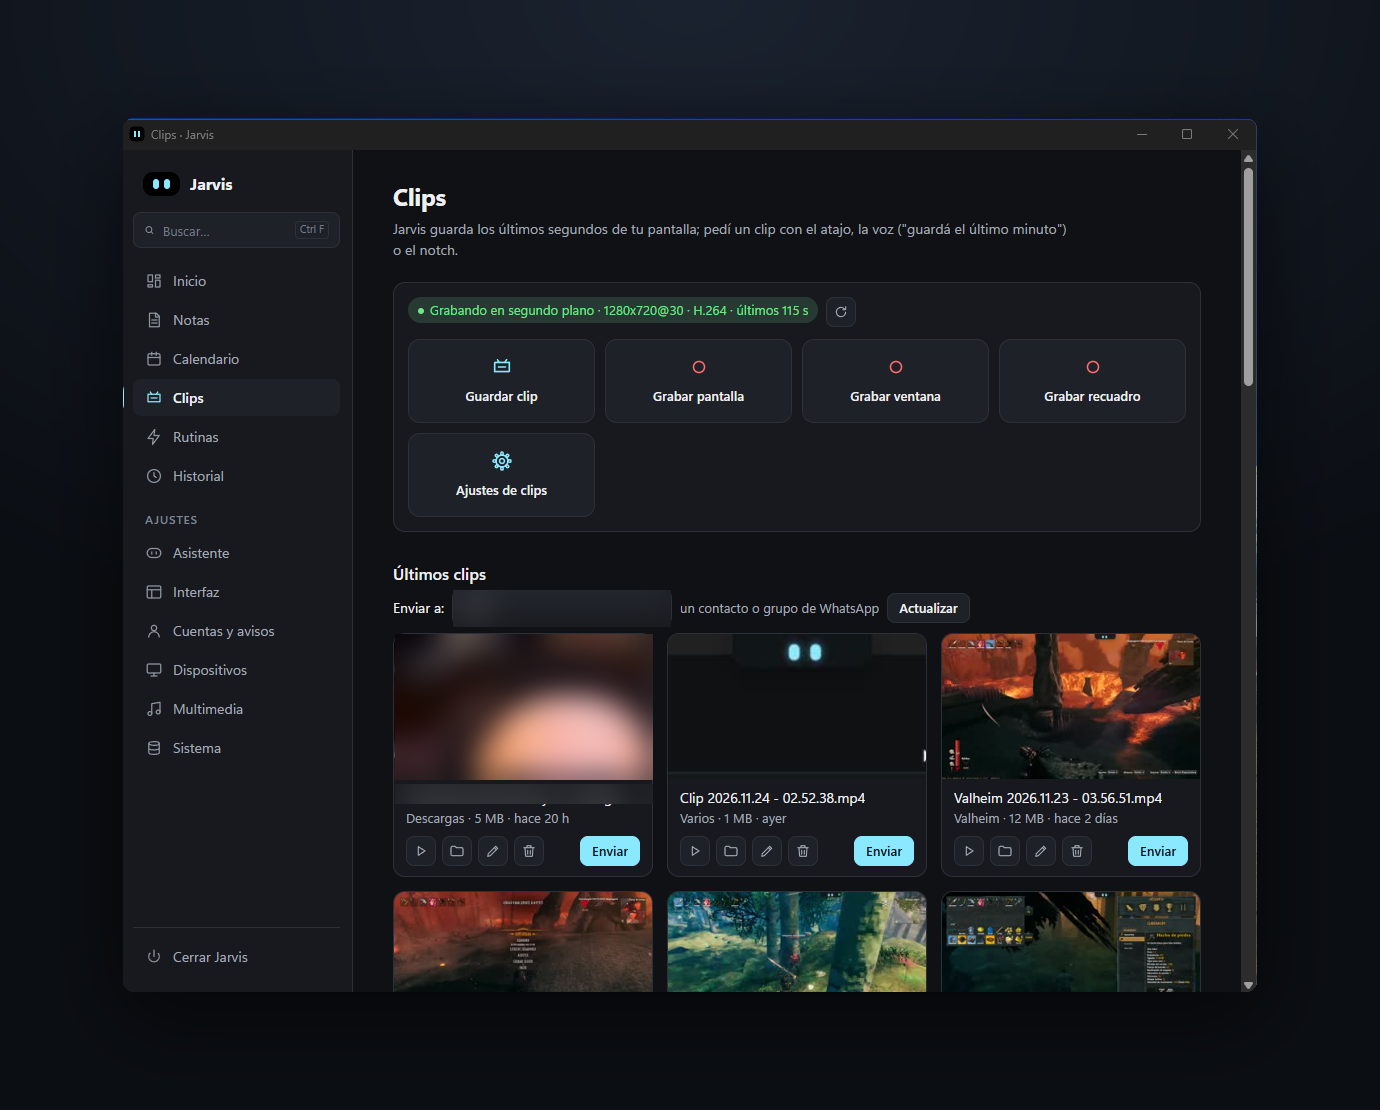 Clips · Jarvis
Jarvis
Buscar...
Ctrl F
Inicio
Notas
Calendario
Clips
Rutinas
Historial
AJUSTES
Asistente
Interfaz
Cuentas y avisos
Dispositivos
Multimedia
Sistema
Cerrar Jarvis
Clips
Jarvis guarda los últimos segundos de tu pantalla; pedí un clip con el atajo, la voz ("guardá el último minuto")
o el notch.
Grabando en segundo plano · 1280x720@30 · H.264 · últimos 115 s
Guardar clip
Grabar pantalla
Grabar ventana
Grabar recuadro
Ajustes de clips
Últimos clips
Enviar a:
un contacto o grupo de WhatsApp
Actualizar
Descargas · 5 MB · hace 20 h
Enviar
Clip 2026.11.24 - 02.52.38.mp4
Varios · 1 MB · ayer
Enviar
Valheim 2026.11.23 - 03.56.51.mp4
Valheim · 12 MB · hace 2 días
Enviar